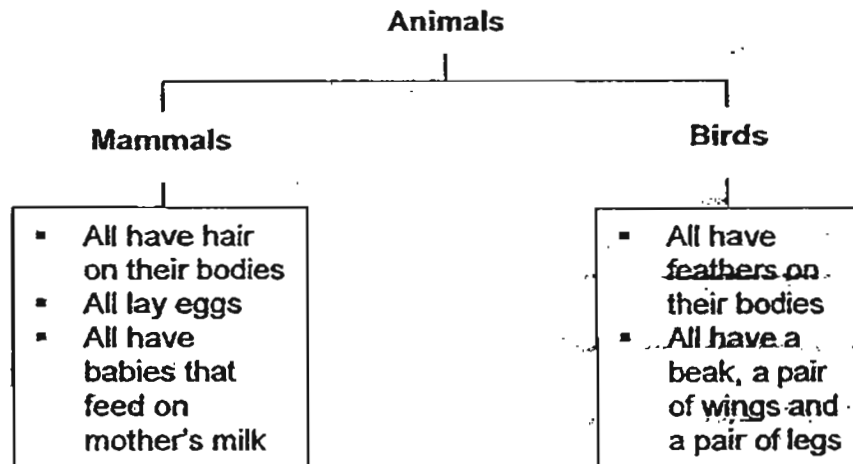 Animals
Mammals
Birds
▪ All have hair
on their bodies
▪ All lay eggs
▪ All have
babies that
feed on
mother's milk
▪ All have
feathers on
their bodies
▪ All have a
beak, a pair
of wings and
a pair of legs